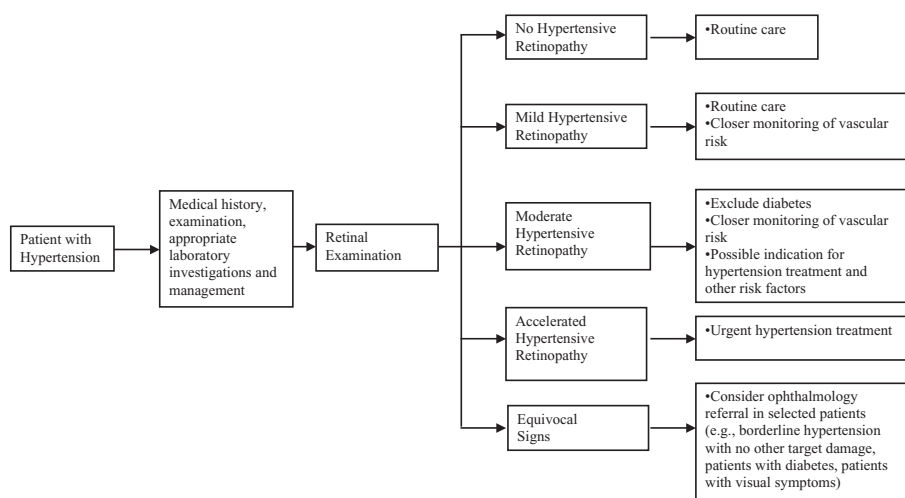 Patient with
Hypertension
Medical history,
examination,
appropriate
laboratory
investigations and
management
Retinal
Examination
No Hypertensive
Retinopathy
•Routine care
Mild Hypertensive
Retinopathy
•Routine care
•Closer monitoring of vascular
risk
Moderate
Hypertensive
Retinopathy
•Exclude diabetes
•Closer monitoring of vascular
risk
•Possible indication for
hypertension treatment and
other risk factors
Accelerated
Hypertensive
Retinopathy
•Urgent hypertension treatment
Equivocal
Signs
•Consider ophthalmology
referral in selected patients
(e.g., borderline hypertension
with no other target damage,
patients with diabetes, patients
with visual symptoms)